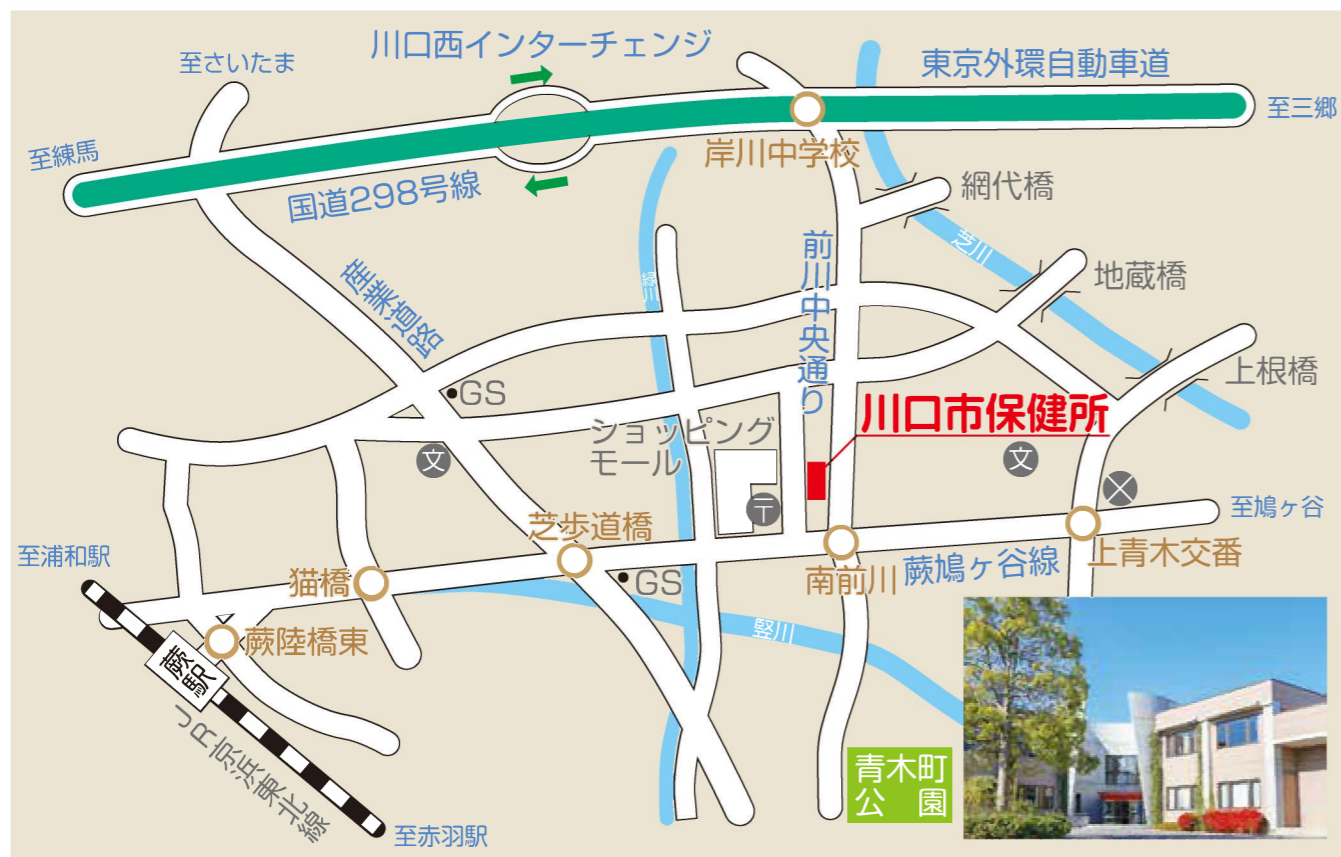 川口西インターチェンジ
東京外環自動車道
至さいたま
至三郷
至練馬
岸川中学校
国道298号線
網代橋
前川中央通り
芝川
地蔵橋
緑川
産業道路
上根橋
GS
川口市保健所
ショッピング
モール
文
文
〒
至鳩ヶ谷
芝歩道橋
上青木交番
蕨鳩ヶ谷線
南前川
至浦和駅
猫橋
GS
竪川
蕨陸橋東
蕨駅
JR京浜東北線
青木町
公園
至赤羽駅